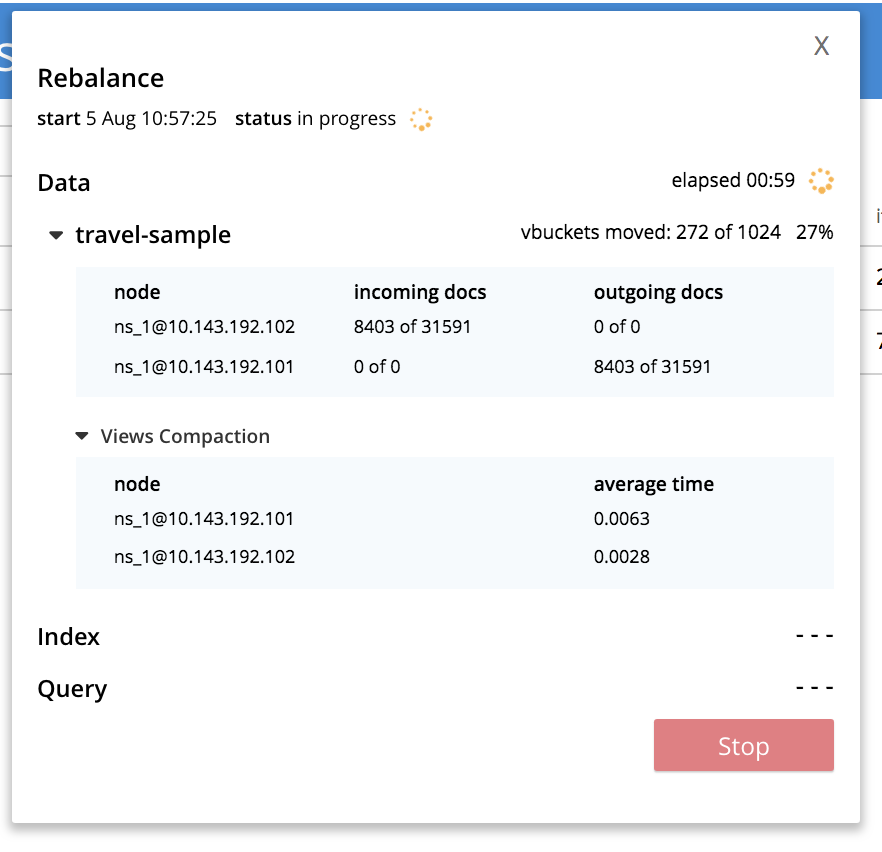 X
Rebalance
start 5 Aug 10:57:25 status in progress
Data elapsed 00:59
travel-sample vbuckets moved: 272 of 1024 27%
node incoming docs outgoing docs
ns_1@10.143.192.102 8403 of 31591 0 of 0
ns_1@10.143.192.101 0 of 0 8403 of 31591
Views Compaction
node average time
ns_1@10.143.192.101 0.0063
ns_1@10.143.192.102 0.0028
Index - - -
Query - - -
Stop